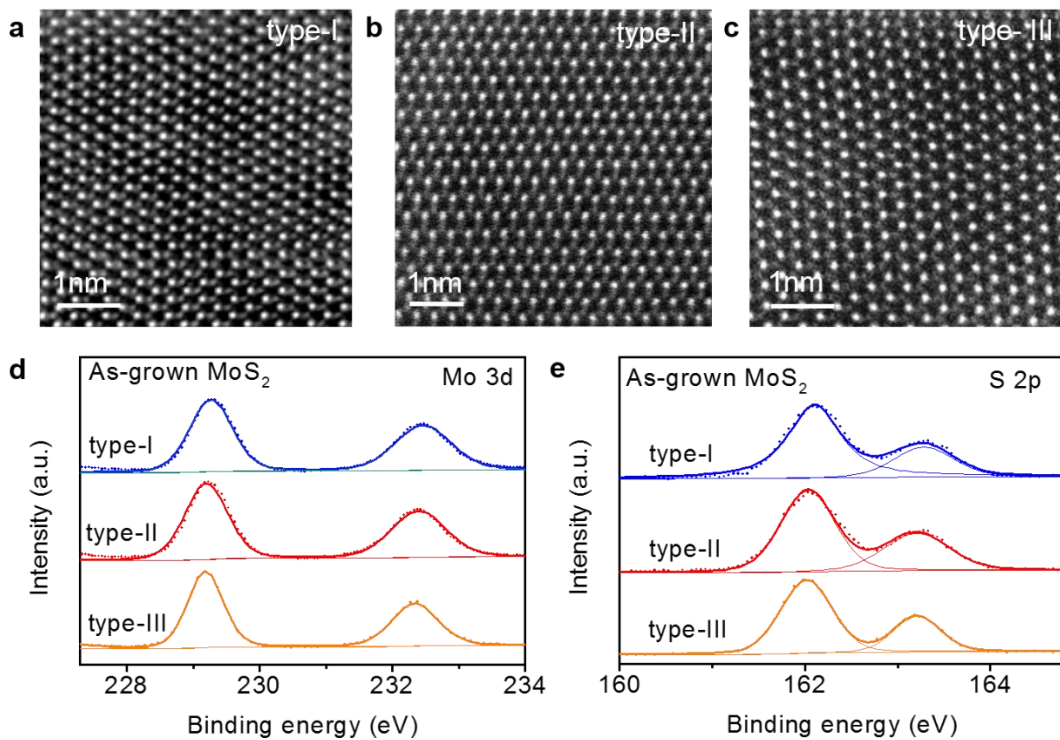 a
type-I
1nm
b
type-II
1nm
c
type- III
1nm
d
As-grown MoS₂
Mo 3d
type-I
type-II
type-III
Intensity (a.u.)
228
230
232
234
Binding energy (eV)
e
As-grown MoS₂
S 2p
type-I
type-II
type-III
Intensity (a.u.)
160
162
164
Binding energy (eV)